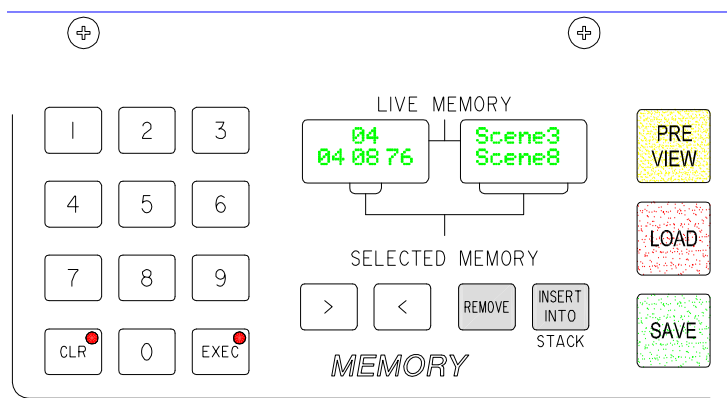 LIVE MEMORY
1 2 3
04
04 08 76
Scene3
Scene8
PRE
VIEW
4 5 6
LOAD
SELECTED MEMORY
7 8 9
> <
REMOVE
INSERT
INTO
STACK
SAVE
CLR 0 EXEC
MEMORY